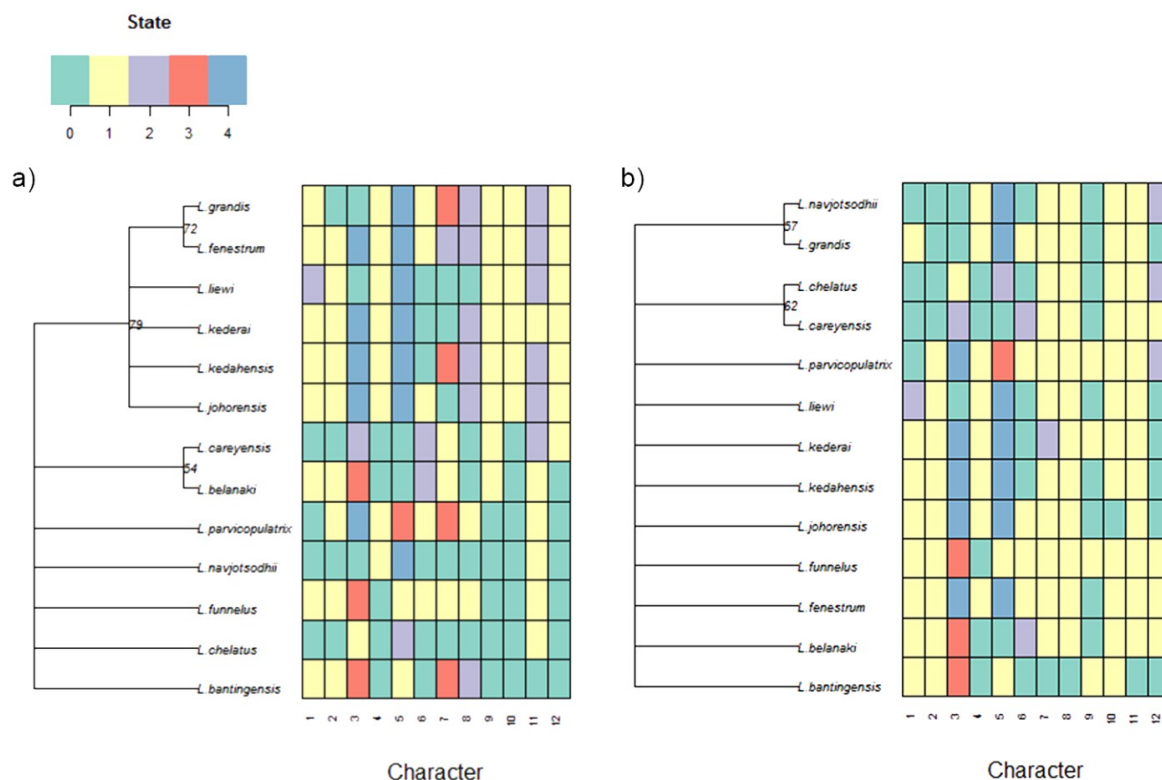 State
0 1 2 3 4
a)
L.grandis
72
L.fenestrum
L.liewi
79
L.kederai
L.kedahensis
L.johorensis
L.careyensis
54
L.belanaki
L.parvicopulatrix
L.navjotsodhii
L.funnelus
L.chelatus
L.bantingensis
1 2 3 4 5 6 7 8 9 10 11 12
Character
b)
L.navjotsodhii
57
L.grandis
L.chelatus
62
L.careyensis
L.parvicopulatrix
L.liewi
L.kederai
L.kedahensis
L.johorensis
L.funnelus
L.fenestrum
L.belanaki
L.bantingensis
1 2 3 4 5 6 7 8 9 10 11 12
Character